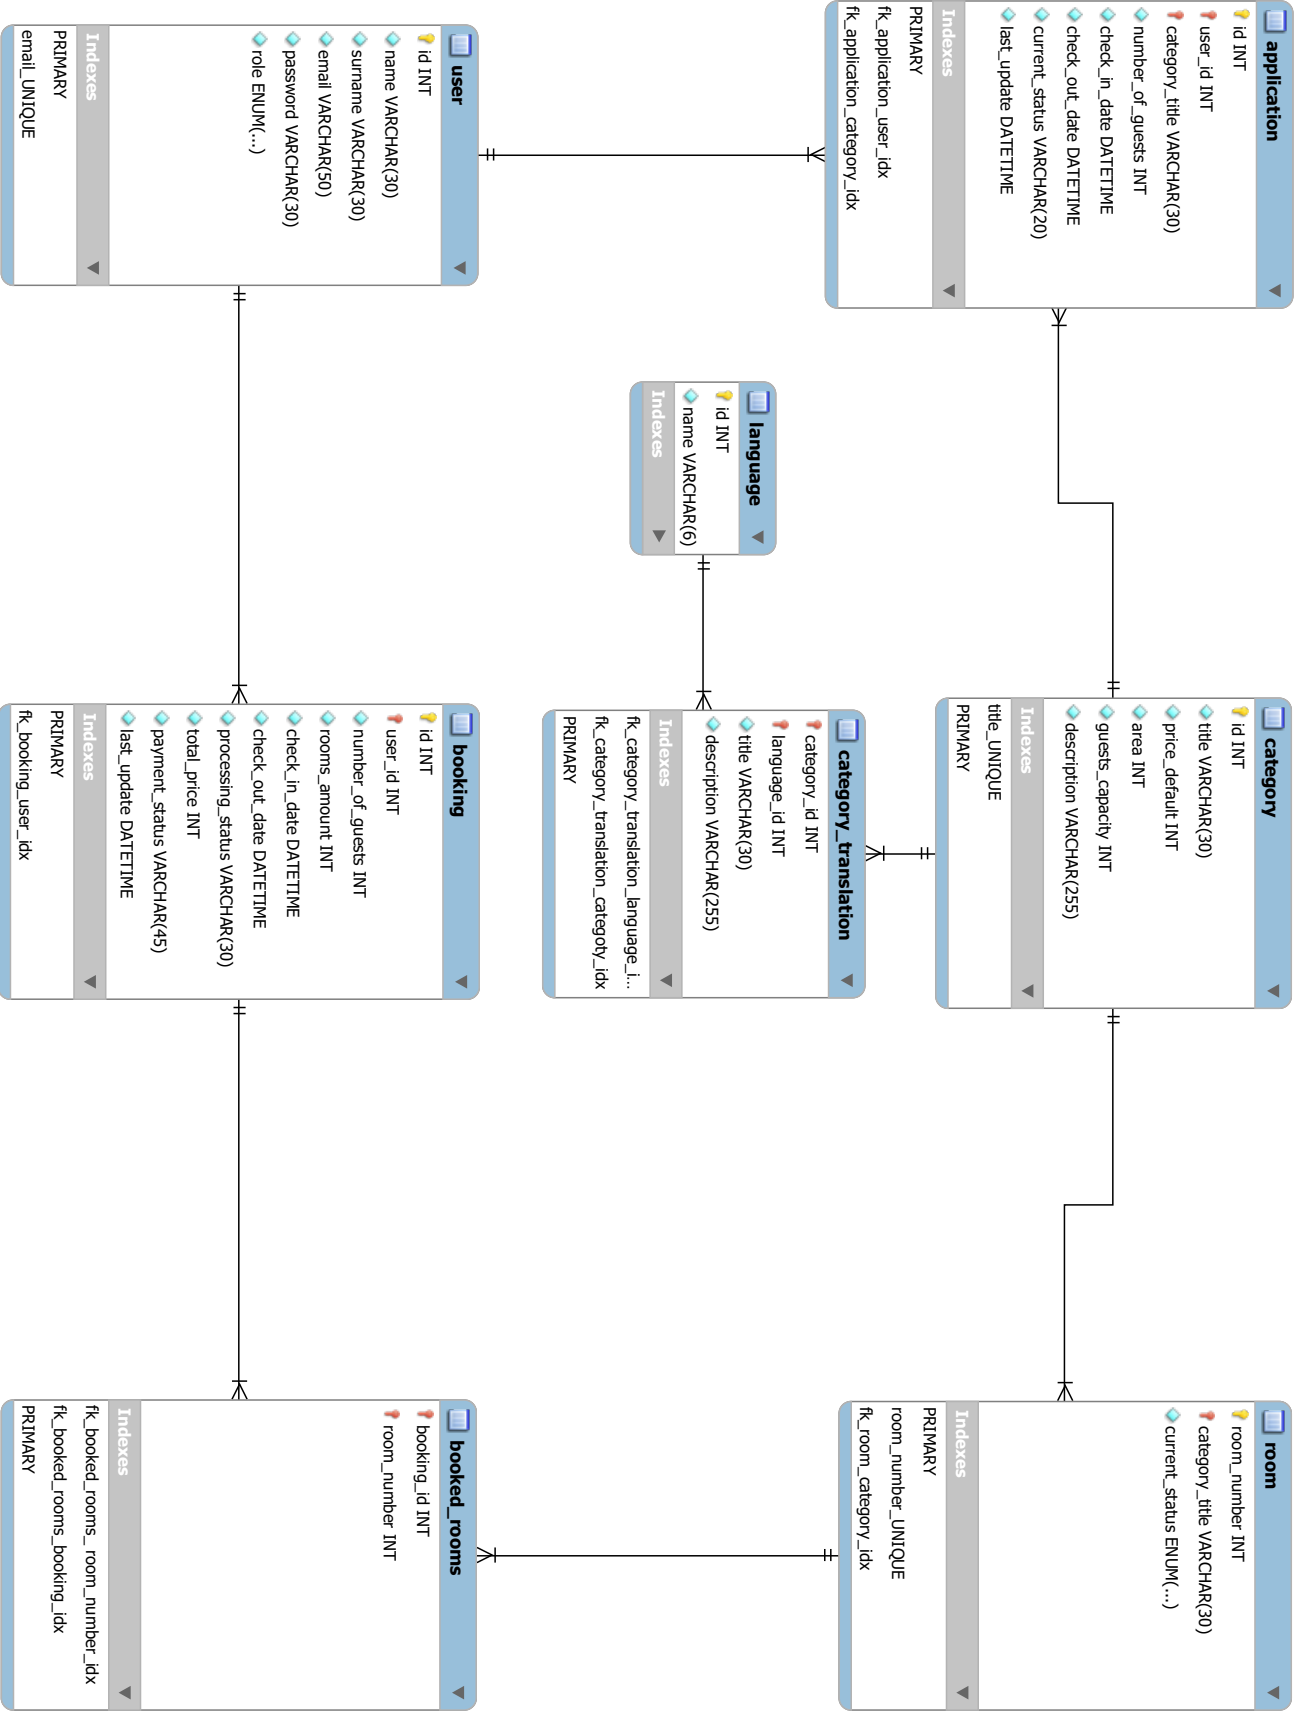 application
id INT
user_id INT
category_title VARCHAR(30)
number_of_guests INT
check_in_date DATETIME
check_out_date DATETIME
current_status VARCHAR(20)
last_update DATETIME
Indexes
PRIMARY
fk_application_user_idx
fk_application_category_idx
category
id INT
title VARCHAR(30)
price_default INT
area INT
guests_capacity INT
description VARCHAR(255)
Indexes
title_UNIQUE
PRIMARY
room
room_number INT
category_title VARCHAR(30)
current_status ENUM(...)
Indexes
PRIMARY
room_number_UNIQUE
fk_room_category_idx
language
id INT
name VARCHAR(6)
Indexes
category_translation
category_id INT
language_id INT
title VARCHAR(30)
description VARCHAR(255)
Indexes
fk_category_translation_language_i...
fk_category_translation_categoty_idx
PRIMARY
user
id INT
name VARCHAR(30)
surname VARCHAR(30)
email VARCHAR(50)
password VARCHAR(30)
role ENUM(...)
Indexes
PRIMARY
email_UNIQUE
booking
id INT
user_id INT
number_of_guests INT
rooms_amount INT
check_in_date DATETIME
check_out_date DATETIME
processing_status VARCHAR(30)
total_price INT
payment_status VARCHAR(45)
last_update DATETIME
Indexes
PRIMARY
fk_booking_user_idx
booked_rooms
booking_id INT
room_number INT
Indexes
fk_booked_rooms_ room_number_idx
fk_booked_rooms_booking_idx
PRIMARY